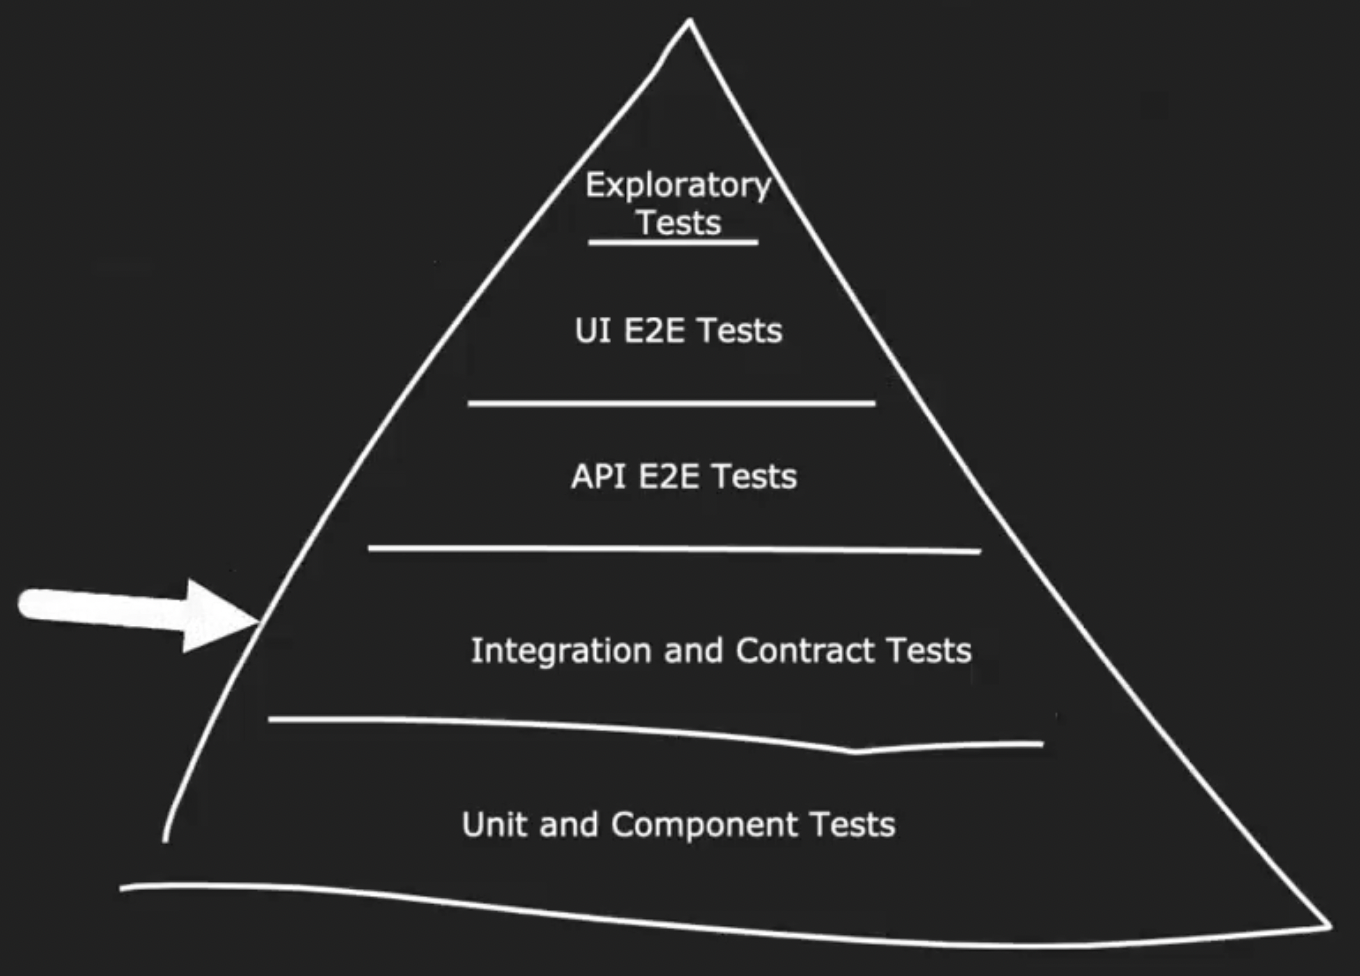 Exploratory
Tests
UI E2E Tests
API E2E Tests
Integration and Contract Tests
Unit and Component Tests